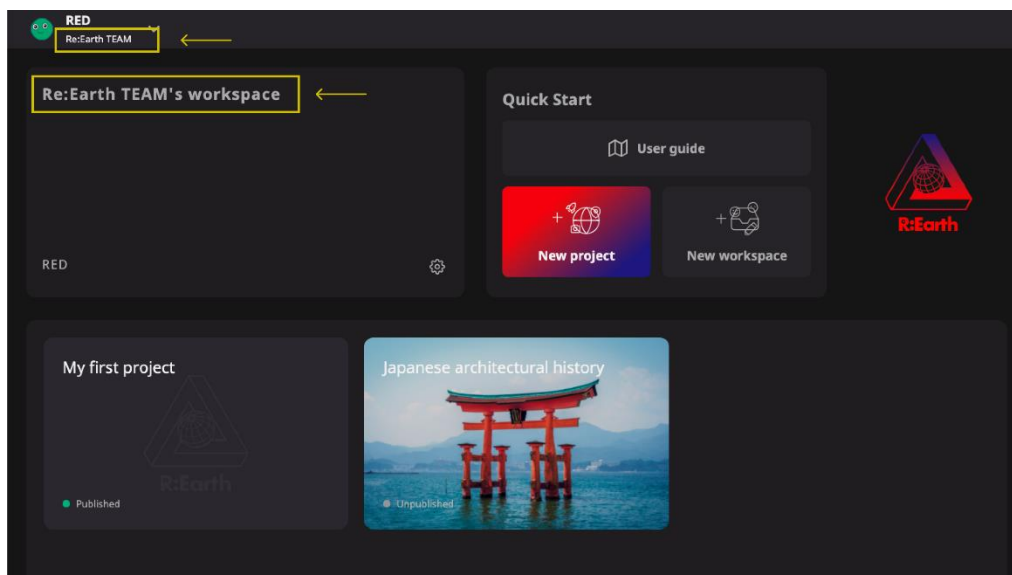 RED
Re:Earth TEAM
Re:Earth TEAM's workspace
RED
Quick Start
User guide
New project
New workspace
R:Earth
My first project
R:Earth
Published
Japanese architectural history
Unpublished